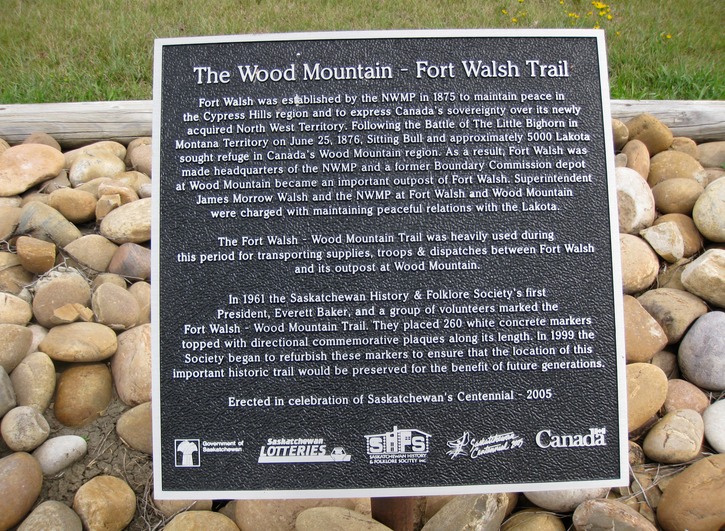 The Wood Mountain - Fort Walsh Trail
Fort Walsh was established by the NWMP in 1875 to maintain peace in
the Cypress Hills region and to express Canada's sovereignty over its newly
acquired North West Territory. Following the Battle of The Little Bighorn in
Montana Territory on June 25, 1876, Sitting Bull and approximately 5000 Lakota
sought refuge in Canada's Wood Mountain region. As a result, Fort Walsh was
made headquarters of the NWMP and a former Boundary Commission depot
at Wood Mountain became an important outpost of Fort Walsh. Superintendent
James Morrow Walsh and the NWMP at Fort Walsh and Wood Mountain
were charged with maintaining peaceful relations with the Lakota.
The Fort Walsh - Wood Mountain Trail was heavily used during
this period for transporting supplies, troops & dispatches between Fort Walsh
and its outpost at Wood Mountain.
In 1961 the Saskatchewan History & Folklore Society's first
President, Everett Baker, and a group of volunteers marked the
Fort Walsh - Wood Mountain Trail. They placed 260 white concrete markers
topped with directional commemorative plaques along its length. In 1999 the
Society began to refurbish these markers to ensure that the location of this
important historic trail would be preserved for the benefit of future generations.
Erected in celebration of Saskatchewan's Centennial - 2005
Government of
Saskatchewan
Saskatchewan
LOTTERIES
SHFS
SASKATCHEWAN HISTORY
& FOLKLORE SOCIETY INC
Saskatchewan
Centennial 2005
Canada